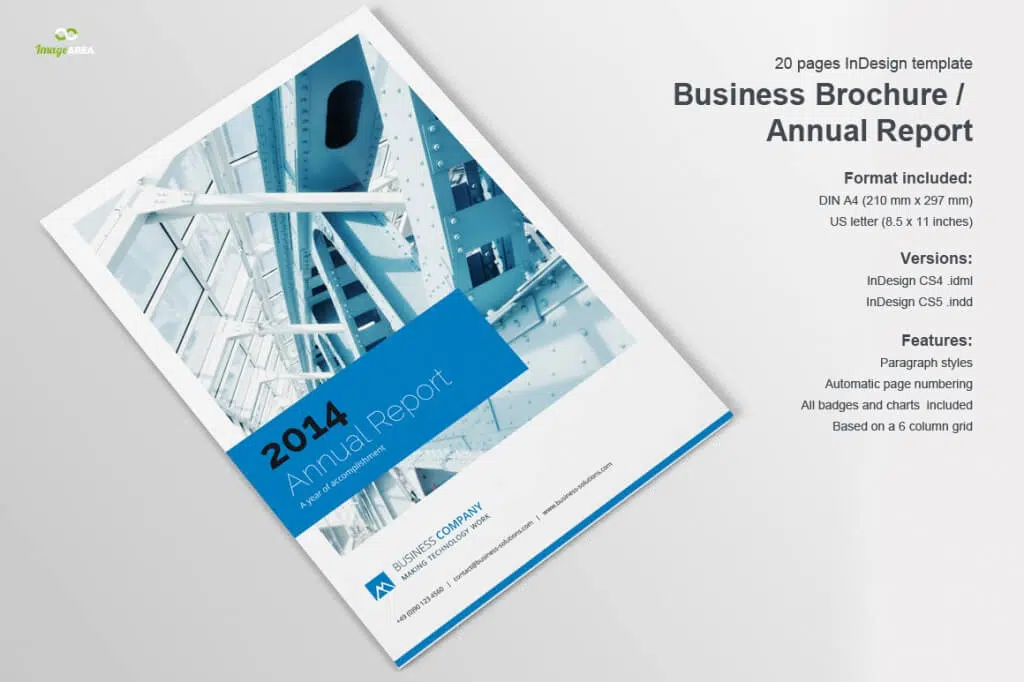 ImageAREA
20 pages InDesign template
Business Brochure /
Annual Report
Format included:
DIN A4 (210 mm x 297 mm)
US letter (8.5 x 11 inches)
Versions:
InDesign CS4 .idml
InDesign CS5 .indd
Features:
Paragraph styles
Automatic page numbering
All badges and charts included
Based on a 6 column grid
2014
Annual Report
A year of accomplishment
BUSINESS COMPANY
MAKING TECHNOLOGY WORK
+49 (0)90 123 4560 | contact@business-solutions.com | www.business-solutions.com